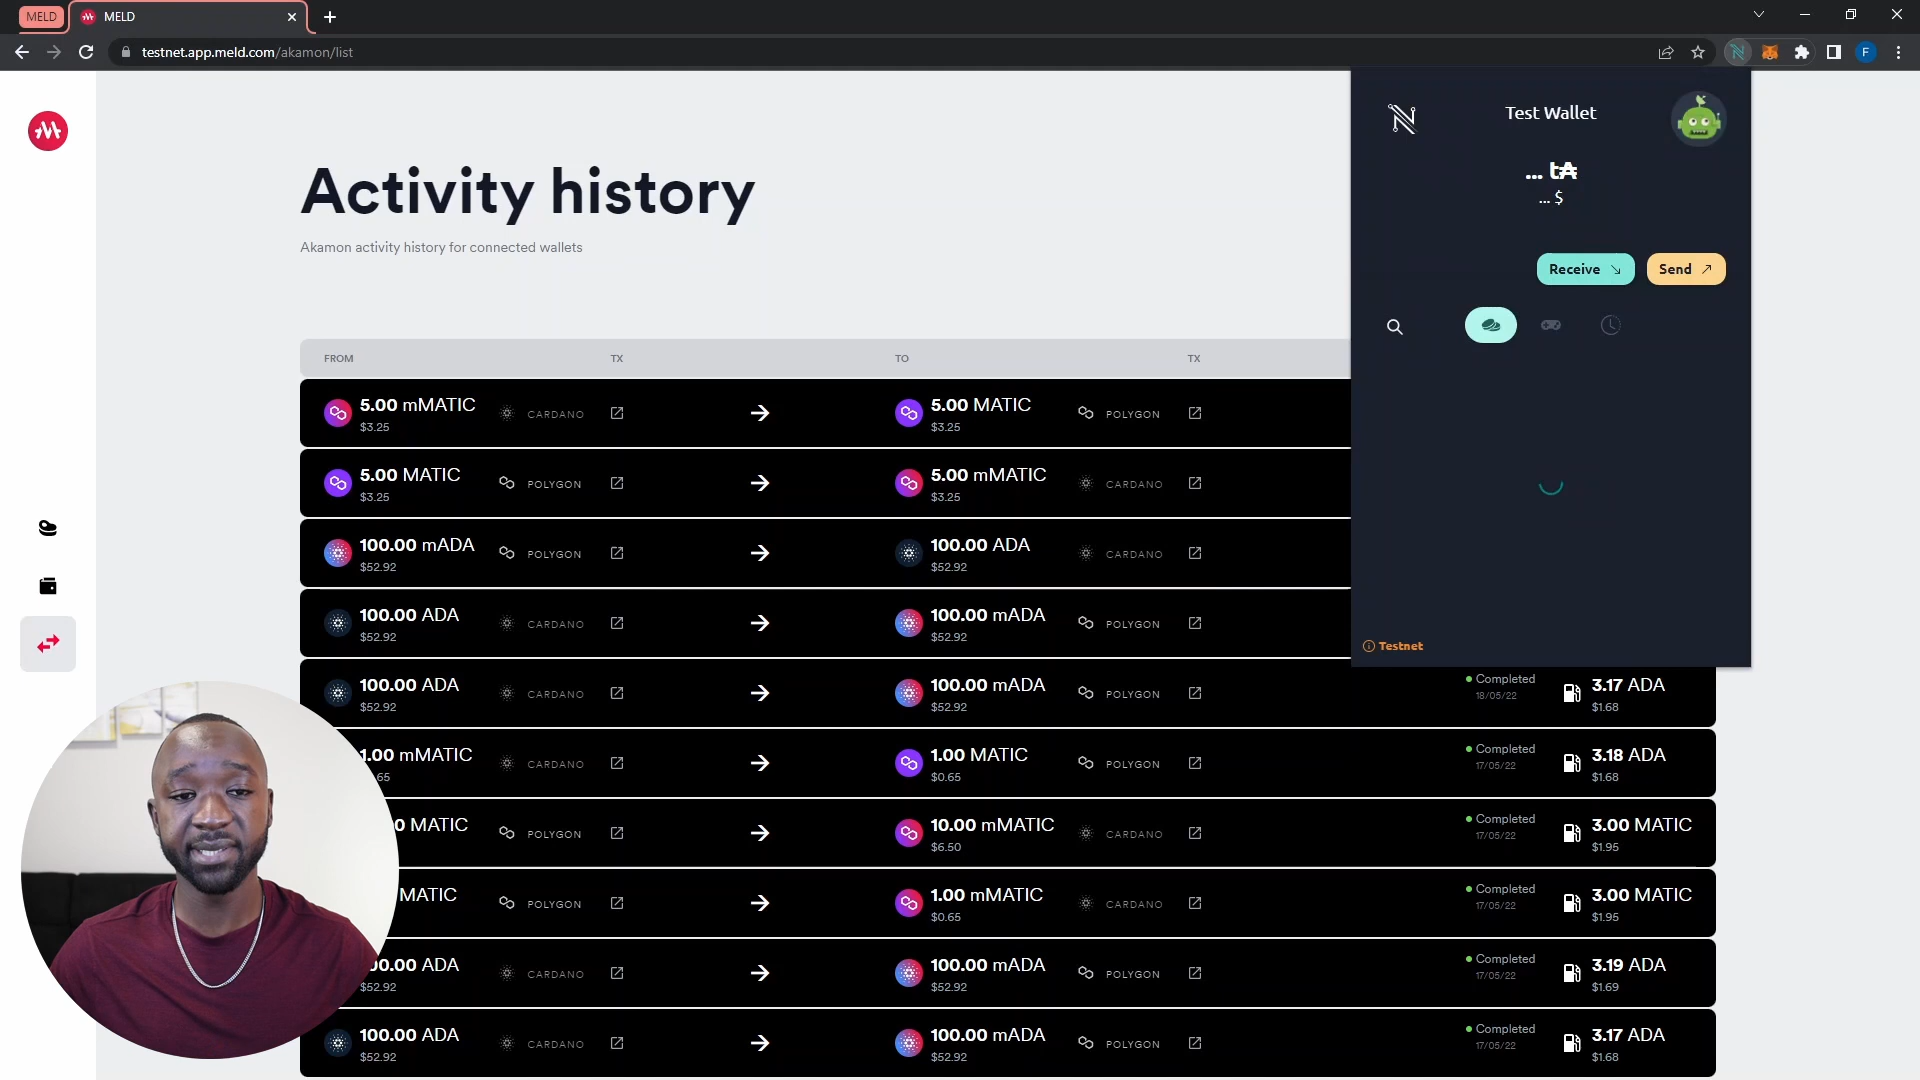 MELD MELD
testnet.app.meld.com/akamon/list
F
Test Wallet
... t₳
... $
Receive Send
Testnet
Activity history
Akamon activity history for connected wallets
FROM TX TO TX
5.00 mMATIC CARDANO 5.00 MATIC POLYGON
$3.25 $3.25
5.00 MATIC POLYGON 5.00 mMATIC CARDANO
$3.25 $3.25
100.00 mADA POLYGON 100.00 ADA CARDANO
$52.92 $52.92
100.00 ADA CARDANO 100.00 mADA POLYGON
$52.92 $52.92
100.00 ADA CARDANO 100.00 mADA POLYGON Completed 3.17 ADA
$52.92 $52.92 18/05/22 $1.68
1.00 mMATIC CARDANO 1.00 MATIC POLYGON Completed 3.18 ADA
.65 $0.65 17/05/22 $1.68
0 MATIC POLYGON 10.00 mMATIC CARDANO Completed 3.00 MATIC
$6.50 17/05/22 $1.95
MATIC POLYGON 1.00 mMATIC CARDANO Completed 3.00 MATIC
$0.65 17/05/22 $1.95
00.00 ADA CARDANO 100.00 mADA POLYGON Completed 3.19 ADA
$52.92 $52.92 17/05/22 $1.69
100.00 ADA CARDANO 100.00 mADA POLYGON Completed 3.17 ADA
$52.92 $52.92 17/05/22 $1.68